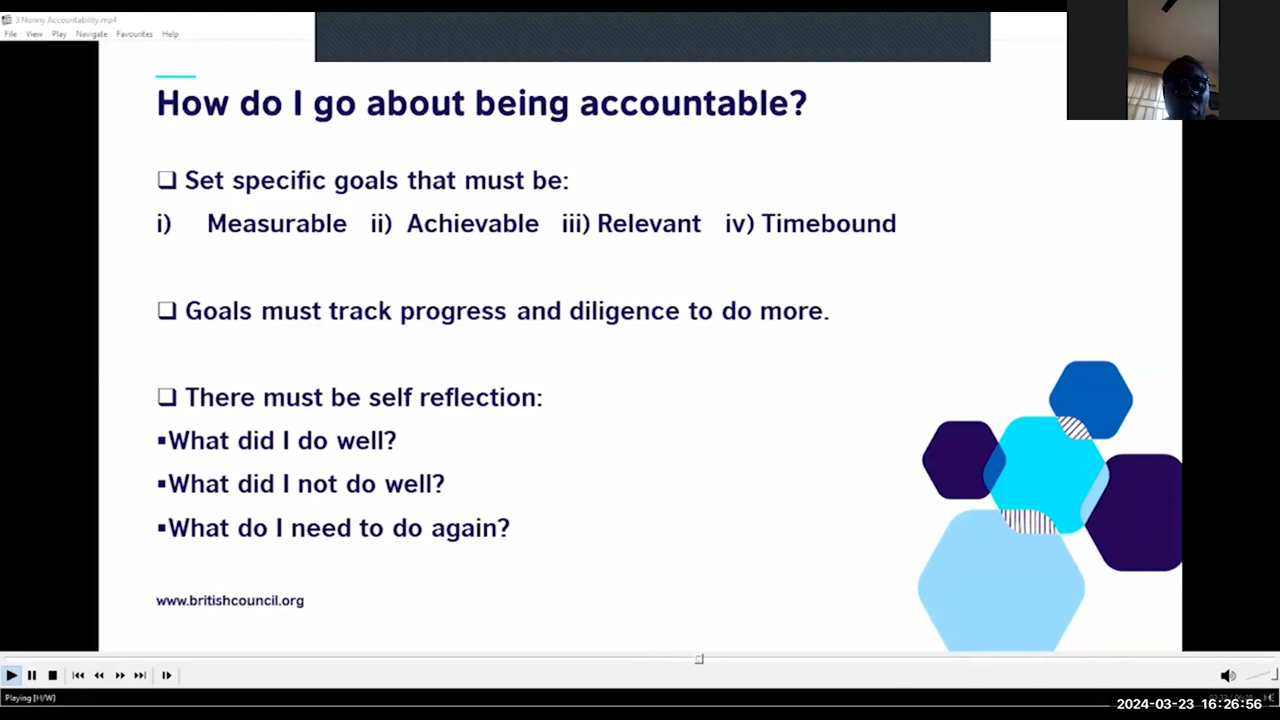 3 Nonny Accountability.mp4
File View Play Navigate Favourites Help
How do I go about being accountable?
❑ Set specific goals that must be:
i) Measurable ii) Achievable iii) Relevant iv) Timebound
❑ Goals must track progress and diligence to do more.
❑ There must be self reflection:
▪What did I do well?
▪What did I not do well?
▪What do I need to do again?
www.britishcouncil.org
Playing [H/W]
2024-03-23 16:26:56